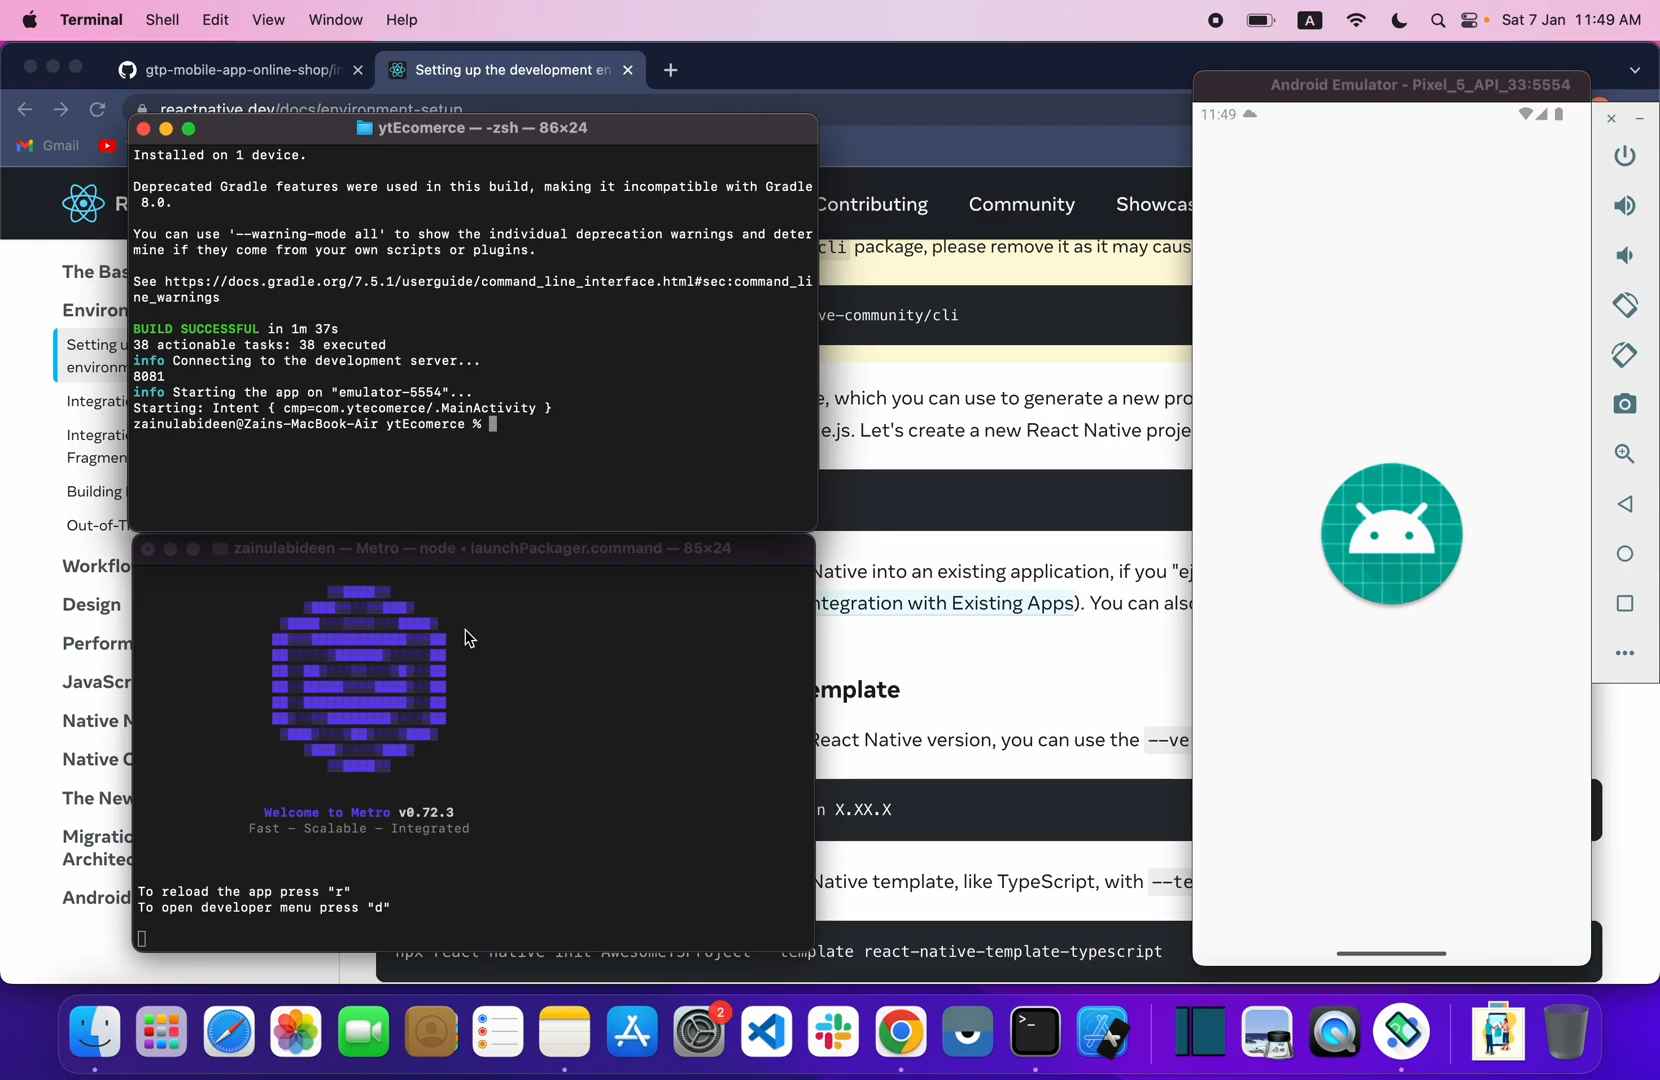 Terminal Shell Edit View Window Help
A
Sat 7 Jan 11:49 AM
gtp-mobile-app-online-shop/in
Setting up the development en
reactnative.dev/docs/environment-setup
Gmail
Android Emulator - Pixel_5_API_33:5554
11:49
ytEcomerce — -zsh — 86×24
Installed on 1 device.
Deprecated Gradle features were used in this build, making it incompatible with Gradle
8.0.
You can use '--warning-mode all' to show the individual deprecation warnings and deter
mine if they come from your own scripts or plugins.
See https://docs.gradle.org/7.5.1/userguide/command_line_interface.html#sec:command_li
ne_warnings
BUILD SUCCESSFUL in 1m 37s
38 actionable tasks: 38 executed
info Connecting to the development server...
8081
info Starting the app on "emulator-5554"...
Starting: Intent { cmp=com.ytecomerce/.MainActivity }
zainulabideen@Zains-MacBook-Air ytEcomerce %
zainulabideen — Metro — node ◂ launchPackager.command — 85×24
Welcome to Metro v0.72.3
Fast - Scalable - Integrated
To reload the app press "r"
To open developer menu press "d"
R
Contributing Community Showcas
The Bas
Environ
Setting u
environm
Integrati
Integrati
Fragmen
Building
Out-of-T
Workflo
Design
Perform
JavaScr
Native M
Native C
The New
Migratio
Archited
Android
cli package, please remove it as it may caus
ve-community/cli
e, which you can use to generate a new pro
e.js. Let's create a new React Native proje
Native into an existing application, if you "ej
ntegration with Existing Apps). You can also
emplate
React Native version, you can use the --ve
n X.XX.X
Native template, like TypeScript, with --te
npx react-native init AwesomeTSProject --template react-native-template-typescript
2